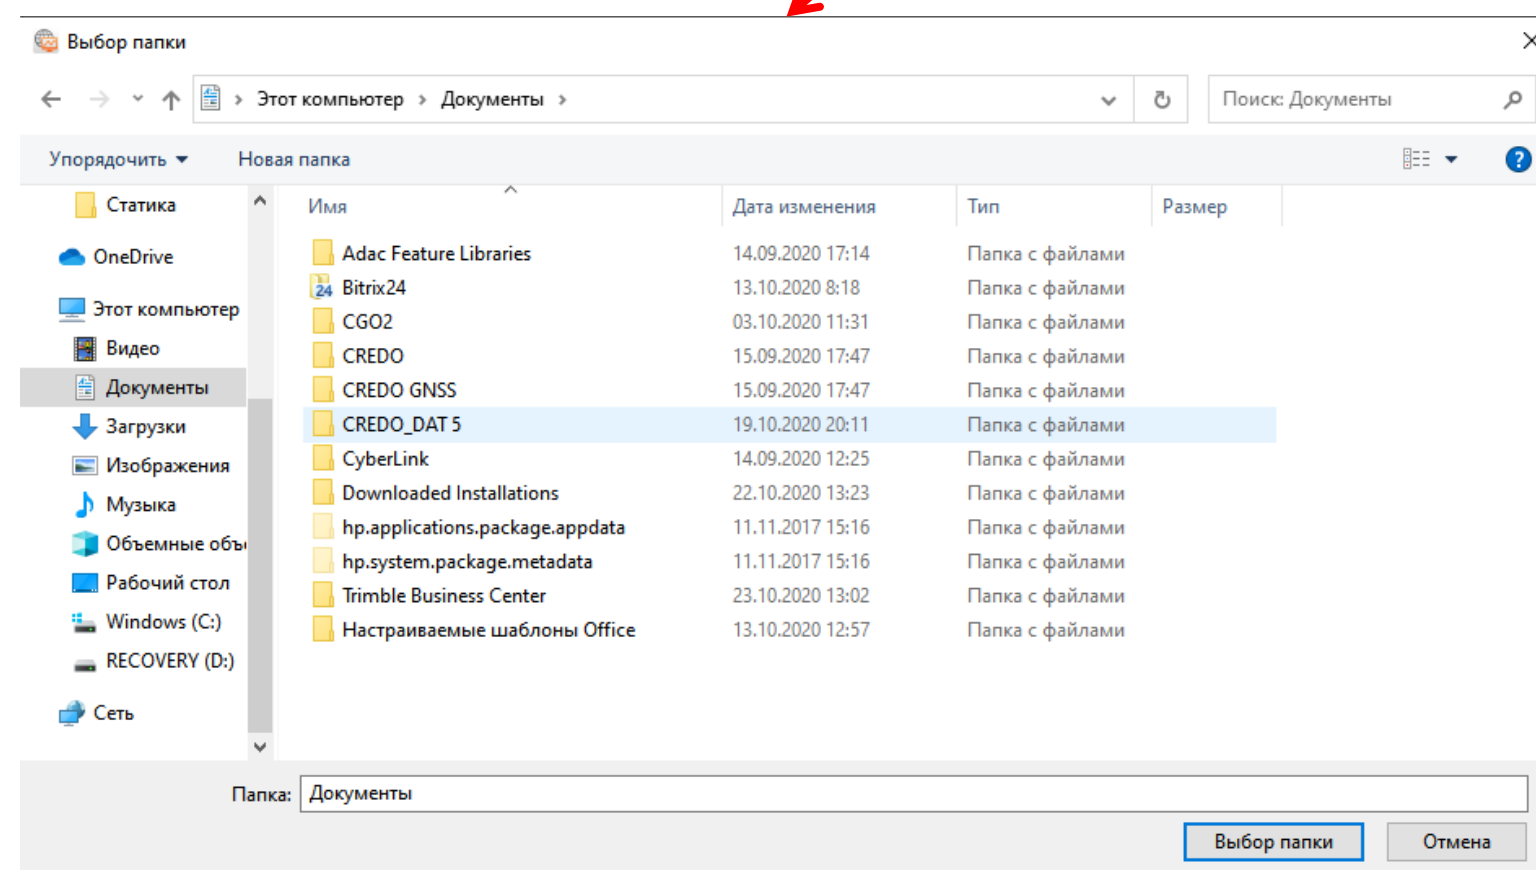 Выбор папки
Этот компьютер > Документы >
Поиск: Документы
Упорядочить
Новая папка
?
Статика
OneDrive
Этот компьютер
Видео
Документы
Загрузки
Изображения
Музыка
Объемные объ
Рабочий стол
Windows (C:)
RECOVERY (D:)
Сеть
Имя Дата изменения Тип Размер
Adac Feature Libraries 14.09.2020 17:14 Папка с файлами
24 Bitrix24 13.10.2020 8:18 Папка с файлами
CGO2 03.10.2020 11:31 Папка с файлами
CREDO 15.09.2020 17:47 Папка с файлами
CREDO GNSS 15.09.2020 17:47 Папка с файлами
CREDO_DAT 5 19.10.2020 20:11 Папка с файлами
CyberLink 14.09.2020 12:25 Папка с файлами
Downloaded Installations 22.10.2020 13:23 Папка с файлами
hp.applications.package.appdata 11.11.2017 15:16 Папка с файлами
hp.system.package.metadata 11.11.2017 15:16 Папка с файлами
Trimble Business Center 23.10.2020 13:02 Папка с файлами
Настраиваемые шаблоны Office 13.10.2020 12:57 Папка с файлами
Папка: Документы
Выбор папки Отмена